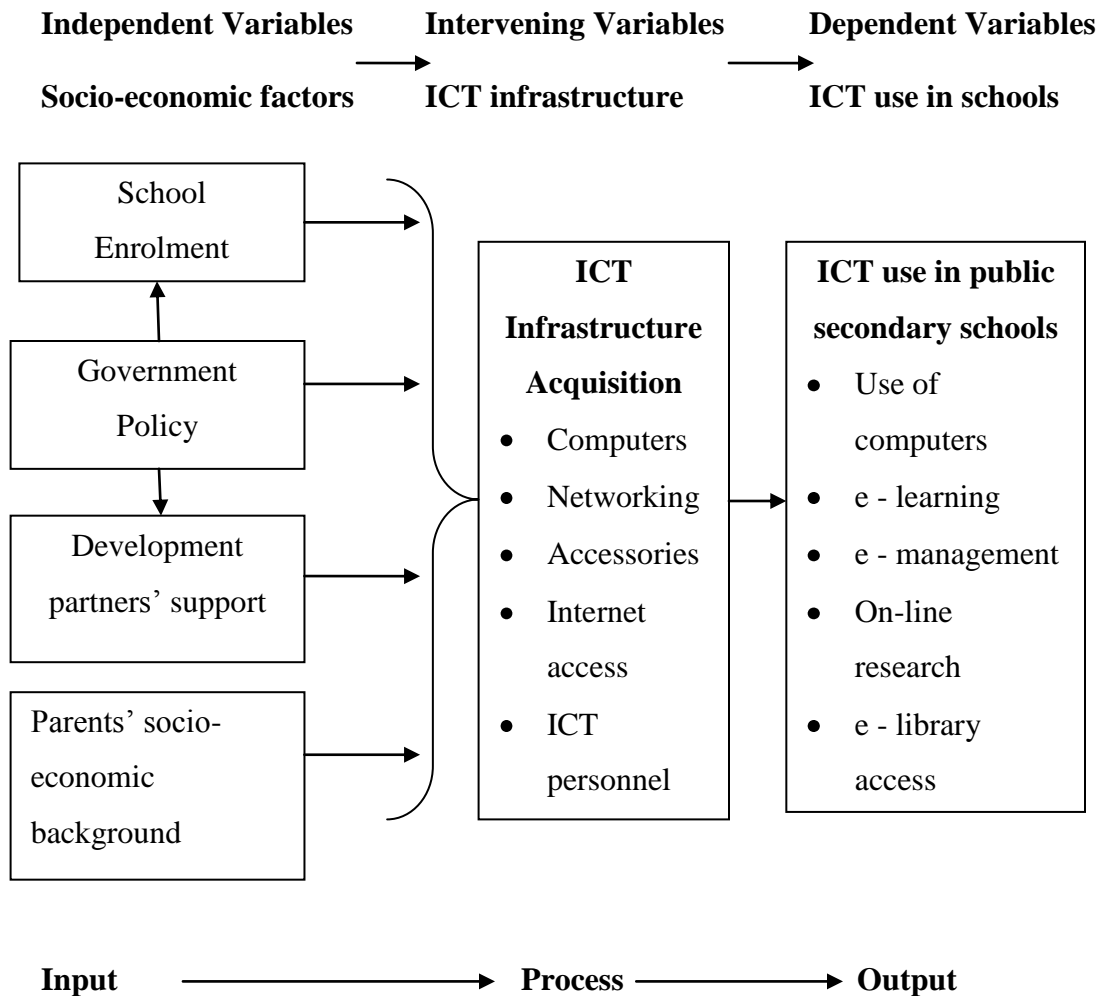 Independent Variables Intervening Variables Dependent Variables
Socio-economic factors ICT infrastructure ICT use in schools
School
Enrolment
Government
Policy
Development
partners’ support
Parents’ socio-
economic
background
ICT
Infrastructure
Acquisition
• Computers
• Networking
• Accessories
• Internet
access
• ICT
personnel
ICT use in public
secondary schools
• Use of
computers
• e - learning
• e - management
• On-line
research
• e - library
access
Input Process Output